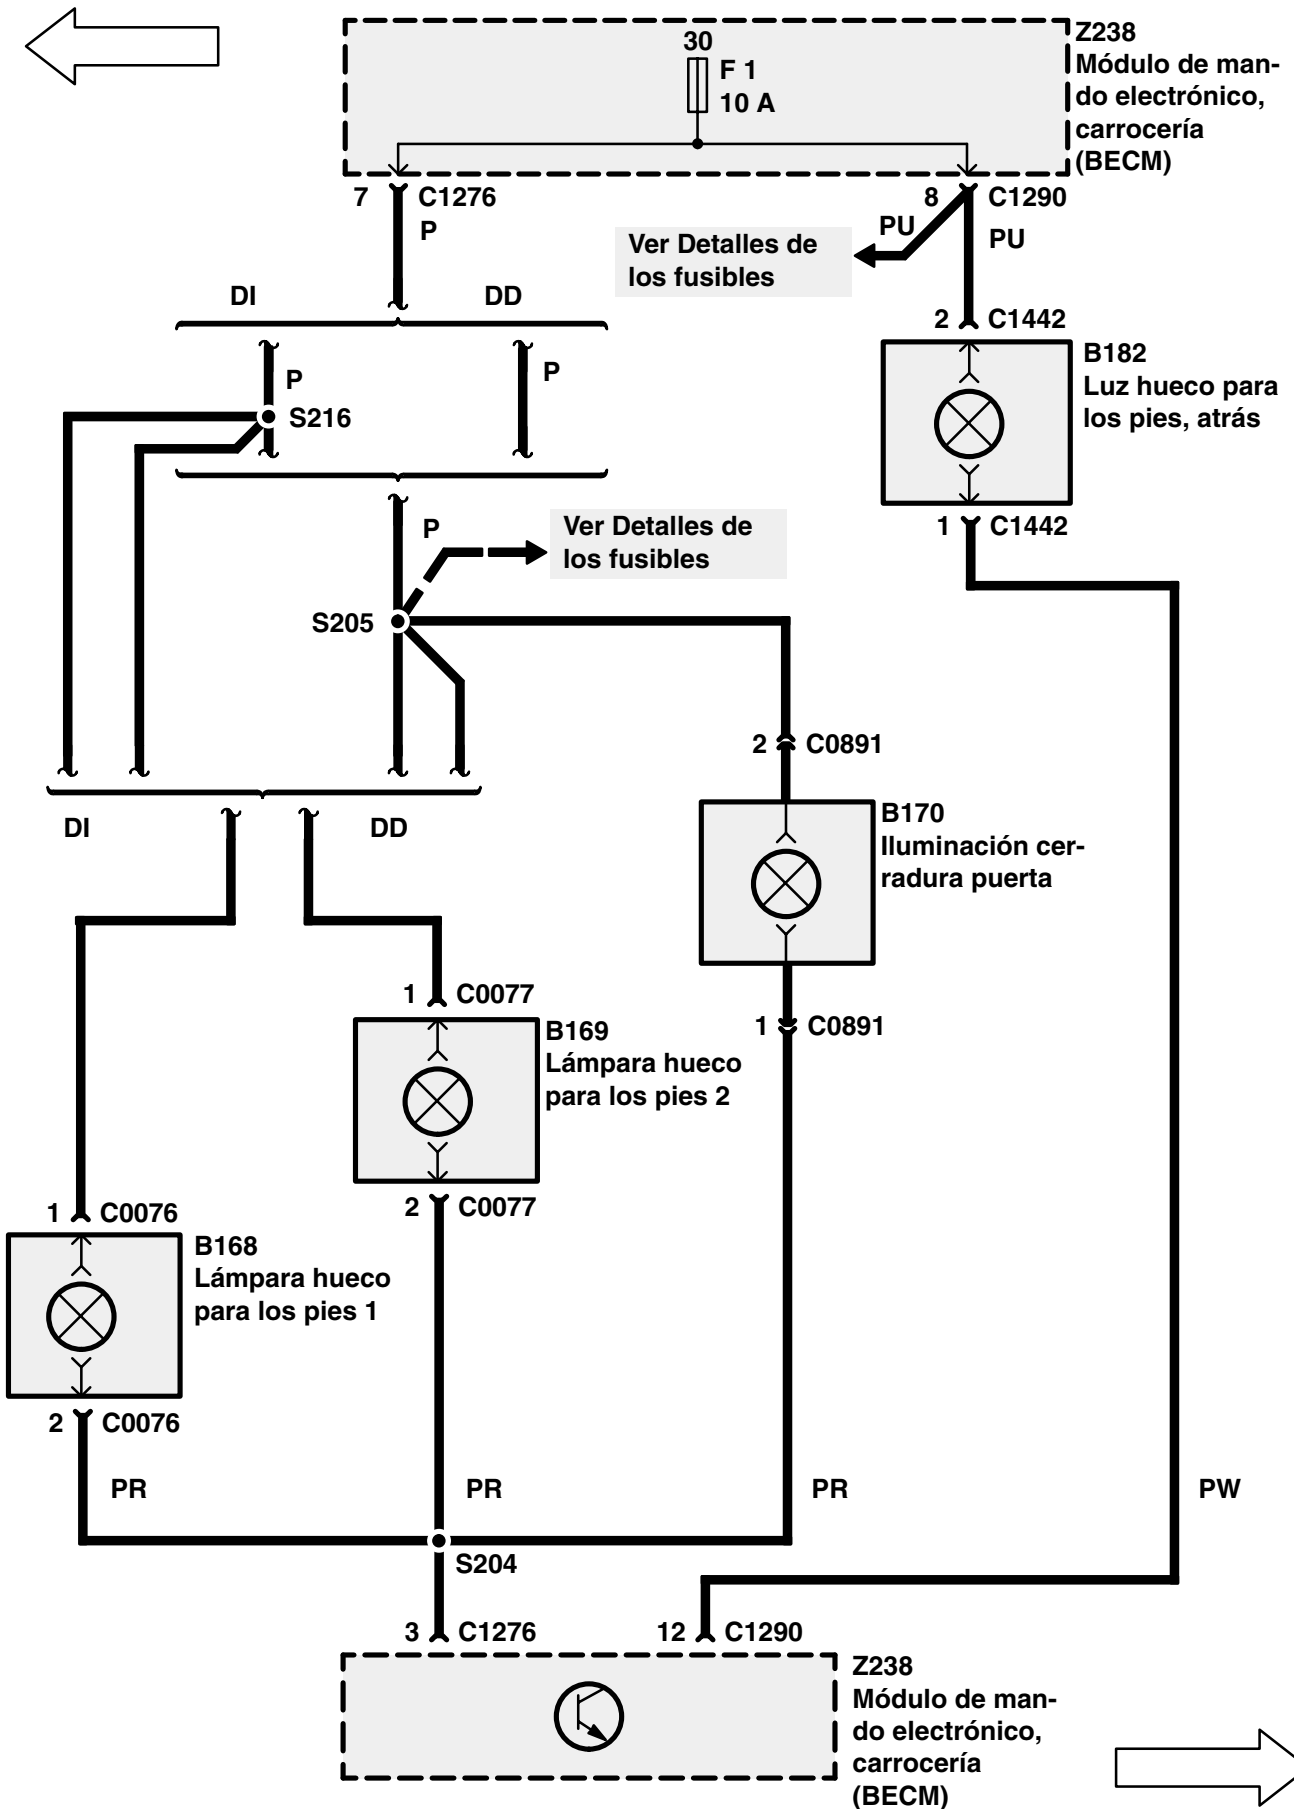 30
F 1
10 A
Z238
Módulo de man-
do electrónico,
carrocería
(BECM)
7 C1276
8 C1290
P
PU
PU
Ver Detalles de
los fusibles
DI
DD
2 C1442
P
P
B182
Luz hueco para
los pies, atrás
S216
P
Ver Detalles de
los fusibles
1 C1442
S205
2 C0891
DI
DD
B170
Iluminación cer-
radura puerta
1 C0077
1 C0891
B169
Lámpara hueco
para los pies 2
2 C0077
1 C0076
B168
Lámpara hueco
para los pies 1
2 C0076
PR
PR
PR
PW
S204
3 C1276
12 C1290
Z238
Módulo de man-
do electrónico,
carrocería
(BECM)